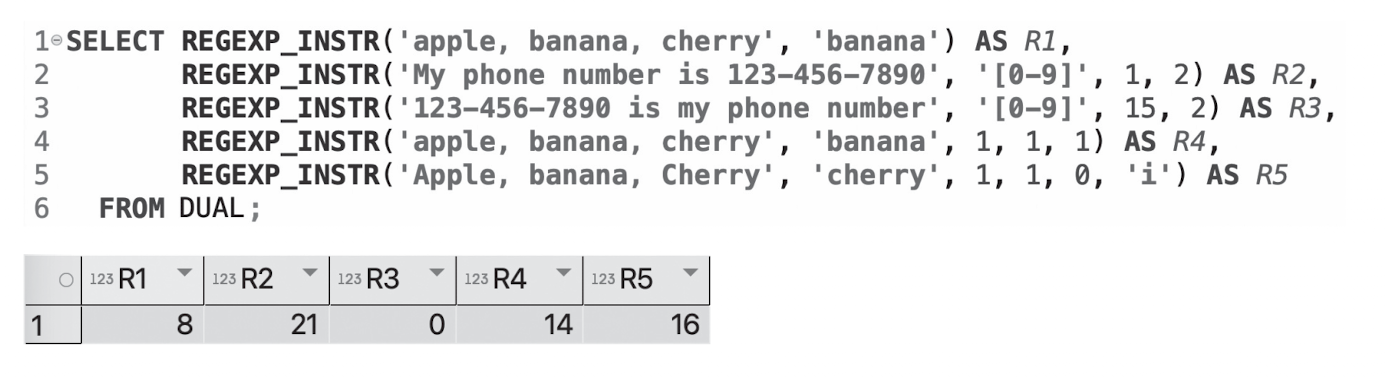 1 SELECT REGEXP_INSTR('apple, banana, cherry', 'banana') AS R1,
2 REGEXP_INSTR('My phone number is 123-456-7890', '[0-9]', 1, 2) AS R2,
3 REGEXP_INSTR('123-456-7890 is my phone number', '[0-9]', 15, 2) AS R3,
4 REGEXP_INSTR('apple, banana, cherry', 'banana', 1, 1, 1) AS R4,
5 REGEXP_INSTR('Apple, banana, Cherry', 'cherry', 1, 1, 0, 'i') AS R5
6 FROM DUAL;
123 R1 123 R2 123 R3 123 R4 123 R5
1 8 21 0 14 16